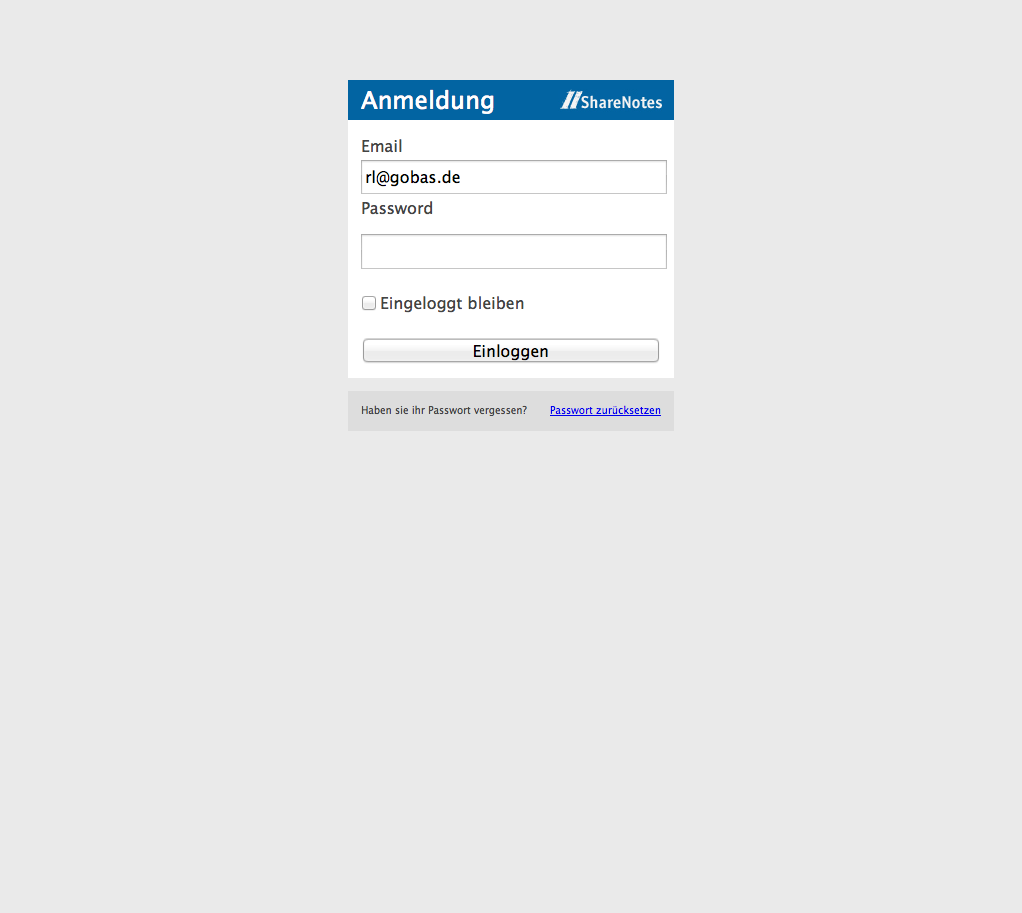 Anmeldung
ShareNotes
Email
rl@gobas.de
Password
Eingeloggt bleiben
Einloggen
Haben sie ihr Passwort vergessen? Passwort zurücksetzen